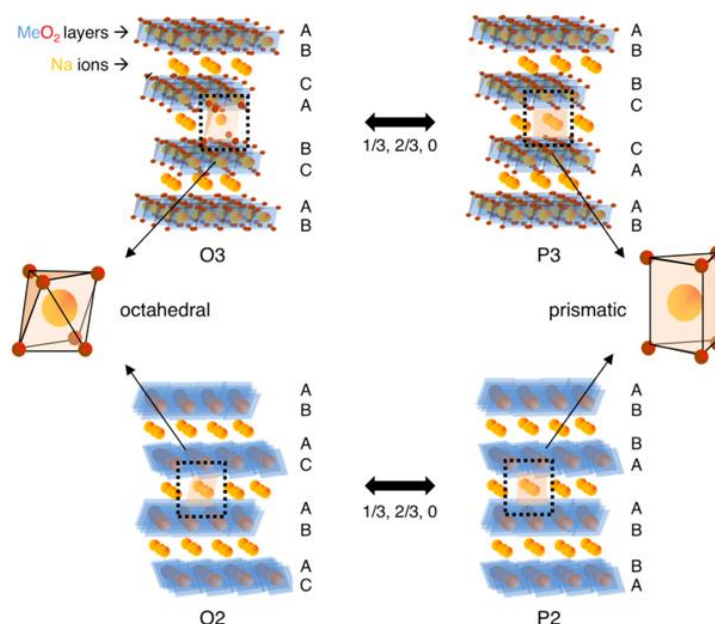 MeO2 layers →
Na ions →
A
B
C
A
B
C
A
B
O3
1/3, 2/3, 0
A
B
B
C
C
A
A
B
P3
octahedral
prismatic
A
B
A
C
A
B
A
C
O2
1/3, 2/3, 0
A
B
B
A
A
B
B
A
P2